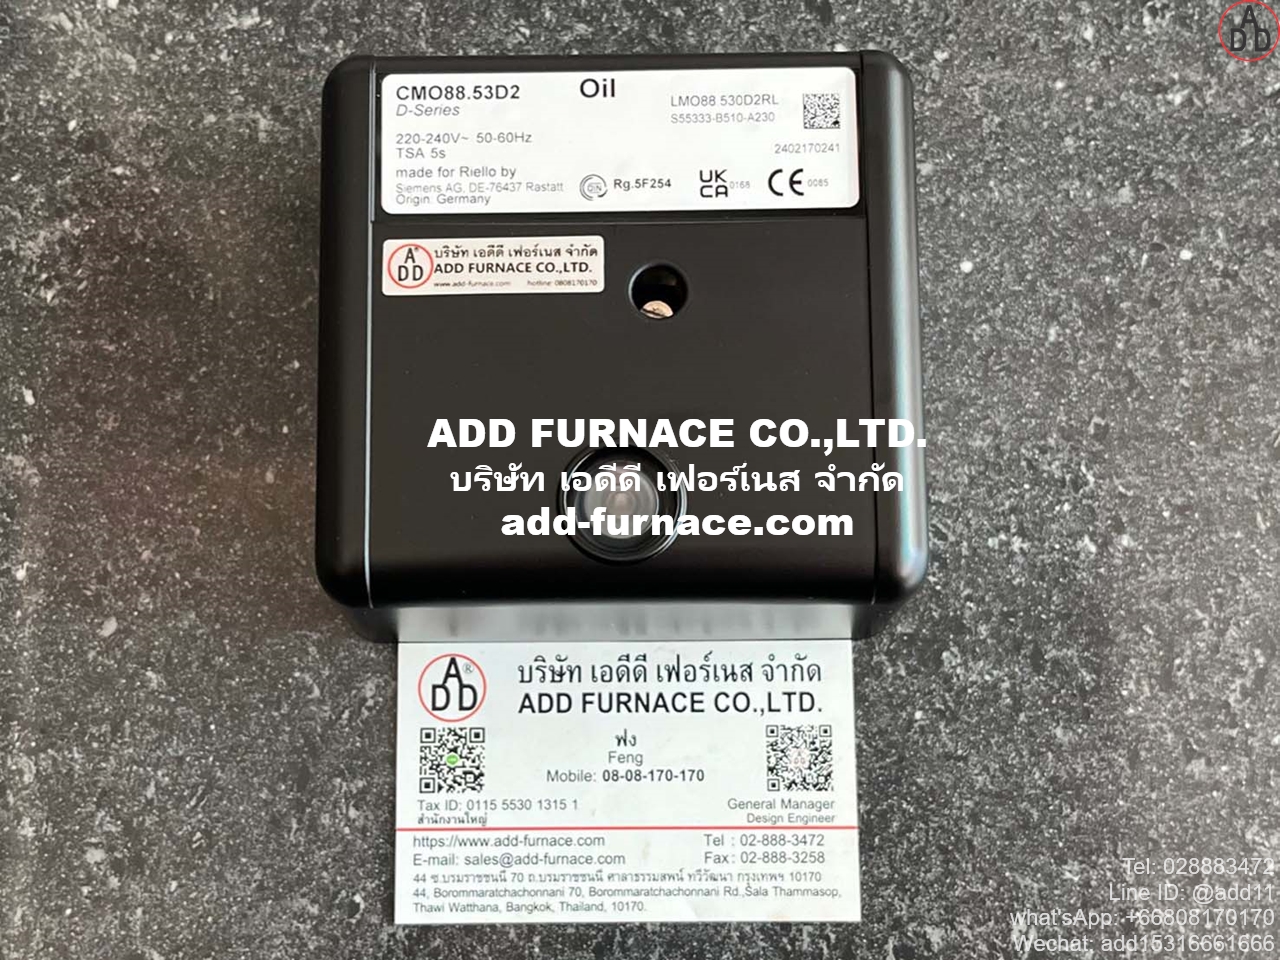 ADD
CMO88.53D2
Oil
D-Series
LMO88 530D2RL
S55333-B510-A230
220-240V~ 50-60Hz
TSA 5s
2402170241
made for Riello by
Siemens AG. DE-76437 Rastatt
Origin: Germany
DIN
Rg.5F254
UK
CA
0168
CE
0085
ADD
บริษัท เอดีดี เฟอร์เนส จำกัด
ADD FURNACE CO.,LTD.
www.add-furnace.com hotline: 0808170170
ADD FURNACE CO.,LTD.
บริษัท เอดีดี เฟอร์เนส จำกัด
add-furnace.com
ADD®
บริษัท เอดีดี เฟอร์เนส จำกัด
ADD FURNACE CO.,LTD.
ฟง
Feng
Mobile: 08-08-170-170
Tax ID: 0115 5530 1315 1
สำนักงานใหญ่
General Manager
Design Engineer
https://www.add-furnace.com
Tel : 02-888-3472
E-mail: sales@add-furnace.com
Fax: 02-888-3258
44 ซ.บรมราชชนนี 70 ถ.บรมราชชนนี ศาลาธรรมสพน์ ทวีวัฒนา กรุงเทพฯ 10170
44, Borommaratchachonnani 70, Borommaratchachonnani Rd.,Sala Thammasop,
Thawi Watthana, Bangkok, Thailand, 10170.
Tel: 028883472
Line ID: @add11
what'sApp: +66808170170
Wechat: add15316661666